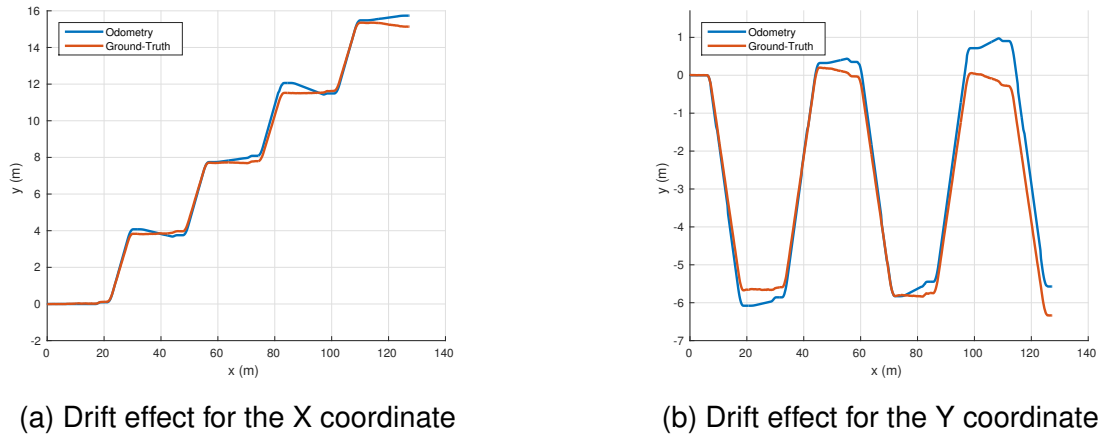 16
14
12
10
8
6
4
2
0
-2
y (m)
Odometry
Ground-Truth
0 20 40 60 80 100 120 140
x (m)
(a) Drift effect for the X coordinate
1
0
-1
-2
-3
-4
-5
-6
-7
y (m)
Odometry
Ground-Truth
0 20 40 60 80 100 120 140
x (m)
(b) Drift effect for the Y coordinate